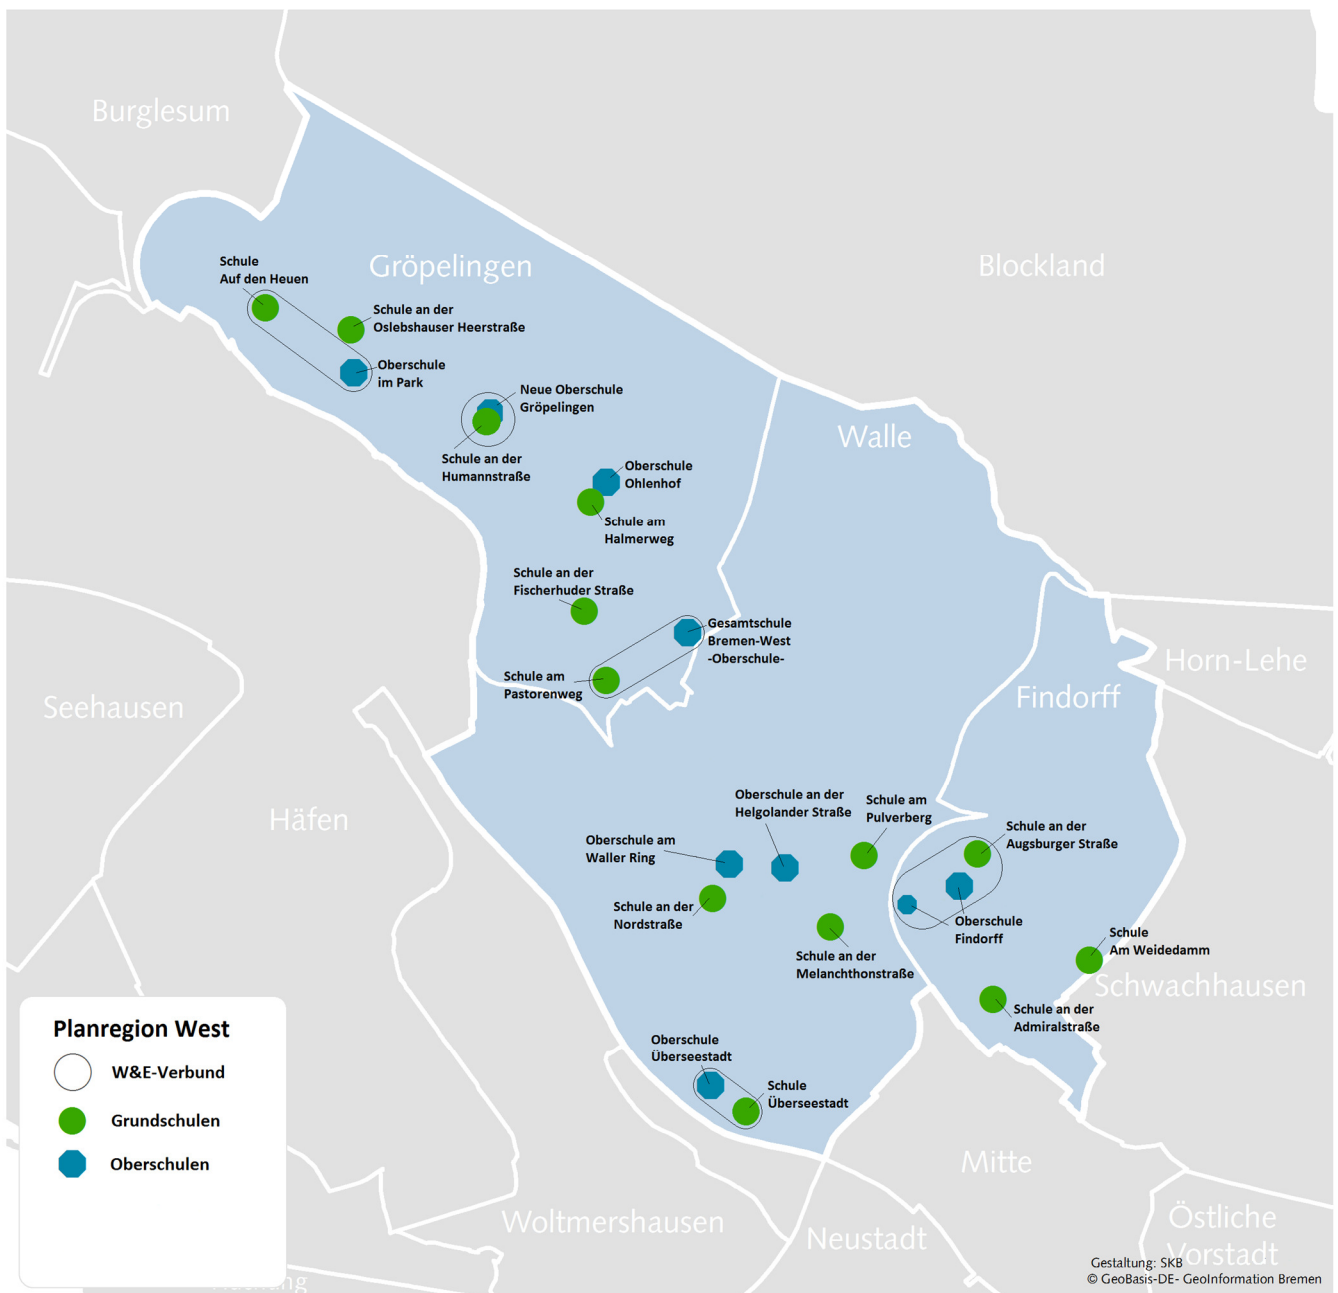 Burglesum
Gröpelingen
Blockland
Schule
Auf den Heuen
Schule an der
Oslebshauser Heerstraße
Oberschule
im Park
Neue Oberschule
Gröpelingen
Walle
Schule an der
Humannstraße
Oberschule
Ohlenhof
Schule am
Halmerweg
Schule an der
Fischerhuder Straße
Gesamtschule
Bremen-West
-Oberschule-
Schule am
Pastorenweg
Horn-Lehe
Findorff
Seehausen
Häfen
Oberschule an der
Helgolander Straße
Schule am
Pulverberg
Oberschule am
Waller Ring
Schule an der
Augsburger Straße
Schule an der
Nordstraße
Oberschule
Findorff
Schule
Am Weidedamm
Schule an der
Melanchthonstraße
Schwachhausen
Schule an der
Admiralstraße
Oberschule
Überseestadt
Schule
Überseestadt
Planregion West
W&E-Verbund
Grundschulen
Oberschulen
Mitte
Woltmershausen
Neustadt
Östliche
Vorstadt
Gestaltung: SKB
© GeoBasis-DE- GeoInformation Bremen